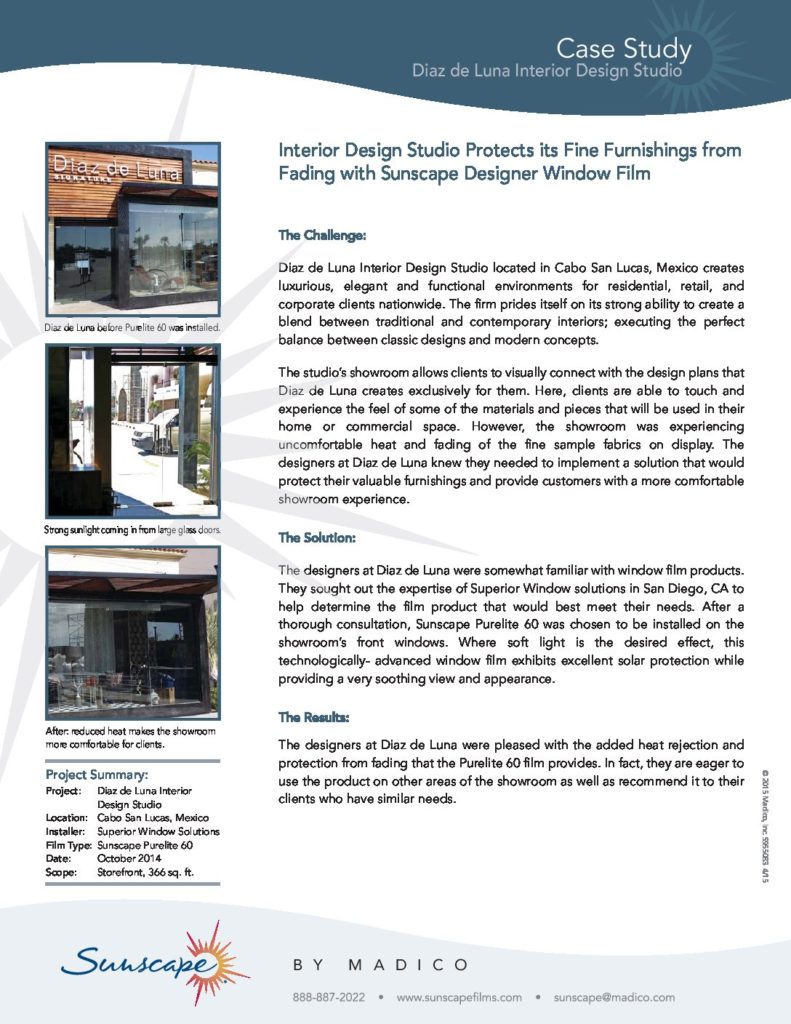 Case Study
Diaz de Luna Interior Design Studio
Diaz de Luna
SIGNATURE
Diaz de Luna before Purelite 60 was installed.
Strong sunlight coming in from large glass doors.
After: reduced heat makes the showroom
more comfortable for clients.
Project Summary:
Project: Diaz de Luna Interior
Design Studio
Location: Cabo San Lucas, Mexico
Installer: Superior Window Solutions
Film Type: Sunscape Purelite 60
Date: October 2014
Scope: Storefront, 366 sq. ft.
Interior Design Studio Protects its Fine Furnishings from
Fading with Sunscape Designer Window Film
The Challenge:
Diaz de Luna Interior Design Studio located in Cabo San Lucas, Mexico creates
luxurious, elegant and functional environments for residential, retail, and
corporate clients nationwide. The firm prides itself on its strong ability to create a
blend between traditional and contemporary interiors; executing the perfect
balance between classic designs and modern concepts.
The studio's showroom allows clients to visually connect with the design plans that
Diaz de Luna creates exclusively for them. Here, clients are able to touch and
experience the feel of some of the materials and pieces that will be used in their
home or commercial space. However, the showroom was experiencing
uncomfortable heat and fading of the fine sample fabrics on display. The
designers at Diaz de Luna knew they needed to implement a solution that would
protect their valuable furnishings and provide customers with a more comfortable
showroom experience.
The Solution:
The designers at Diaz de Luna were somewhat familiar with window film products.
They sought out the expertise of Superior Window solutions in San Diego, CA to
help determine the film product that would best meet their needs. After a
thorough consultation, Sunscape Purelite 60 was chosen to be installed on the
showroom's front windows. Where soft light is the desired effect, this
technologically- advanced window film exhibits excellent solar protection while
providing a very soothing view and appearance.
The Results:
The designers at Diaz de Luna were pleased with the added heat rejection and
protection from fading that the Purelite 60 film provides. In fact, they are eager to
use the product on other areas of the showroom as well as recommend it to their
clients who have similar needs.
© 2015 Madico, Inc. SS55083 4/15
Sunscape
BY MADICO
888-887-2022 • www.sunscapefilms.com • sunscape@madico.com